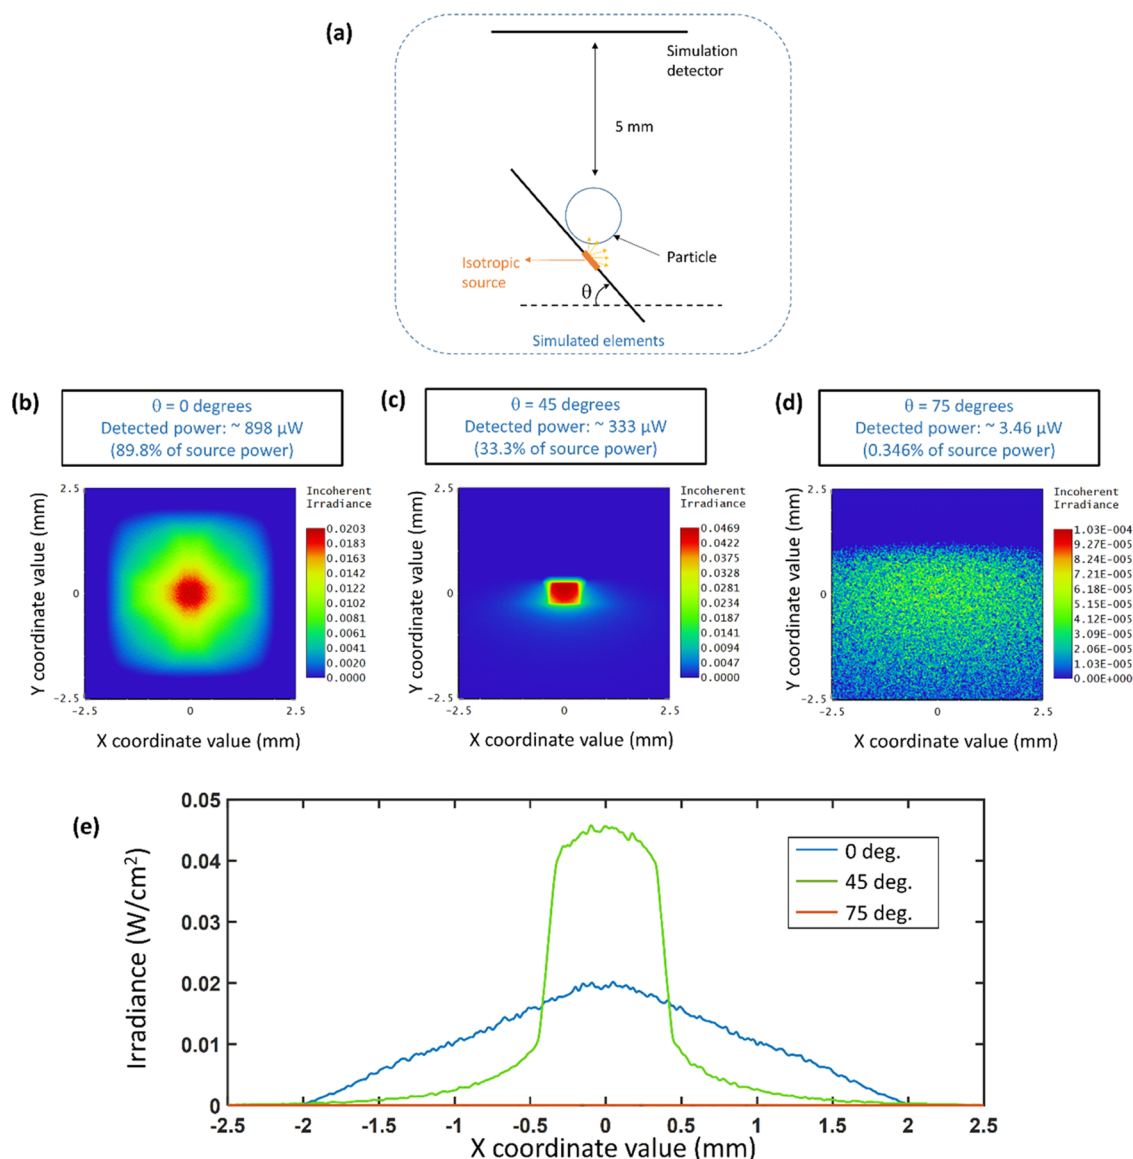 (a)
Simulation
detector
5 mm
Particle
Isotropic
source
θ
Simulated elements
(b)
θ = 0 degrees
Detected power: ~ 898 µW
(89.8% of source power)
(c)
θ = 45 degrees
Detected power: ~ 333 µW
(33.3% of source power)
(d)
θ = 75 degrees
Detected power: ~ 3.46 µW
(0.346% of source power)
Y coordinate value (mm)
2.5
0
-2.5
-2.5
0
2.5
X coordinate value (mm)
Incoherent
Irradiance
0.0203
0.0183
0.0163
0.0142
0.0122
0.0102
0.0081
0.0061
0.0041
0.0020
0.0000
Y coordinate value (mm)
2.5
0
-2.5
-2.5
0
2.5
X coordinate value (mm)
Incoherent
Irradiance
0.0469
0.0422
0.0375
0.0328
0.0281
0.0234
0.0187
0.0141
0.0094
0.0047
0.0000
Y coordinate value (mm)
2.5
0
-2.5
-2.5
0
2.5
X coordinate value (mm)
Incoherent
Irradiance
1.03E-004
9.27E-005
8.24E-005
7.21E-005
6.18E-005
5.15E-005
4.12E-005
3.09E-005
2.06E-005
1.03E-005
0.00E+000
(e)
Irradiance (W/cm²)
0.05
0.04
0.03
0.02
0.01
0
-2.5
-2
-1.5
-1
-0.5
0
0.5
1
1.5
2
2.5
X coordinate value (mm)
0 deg.
45 deg.
75 deg.